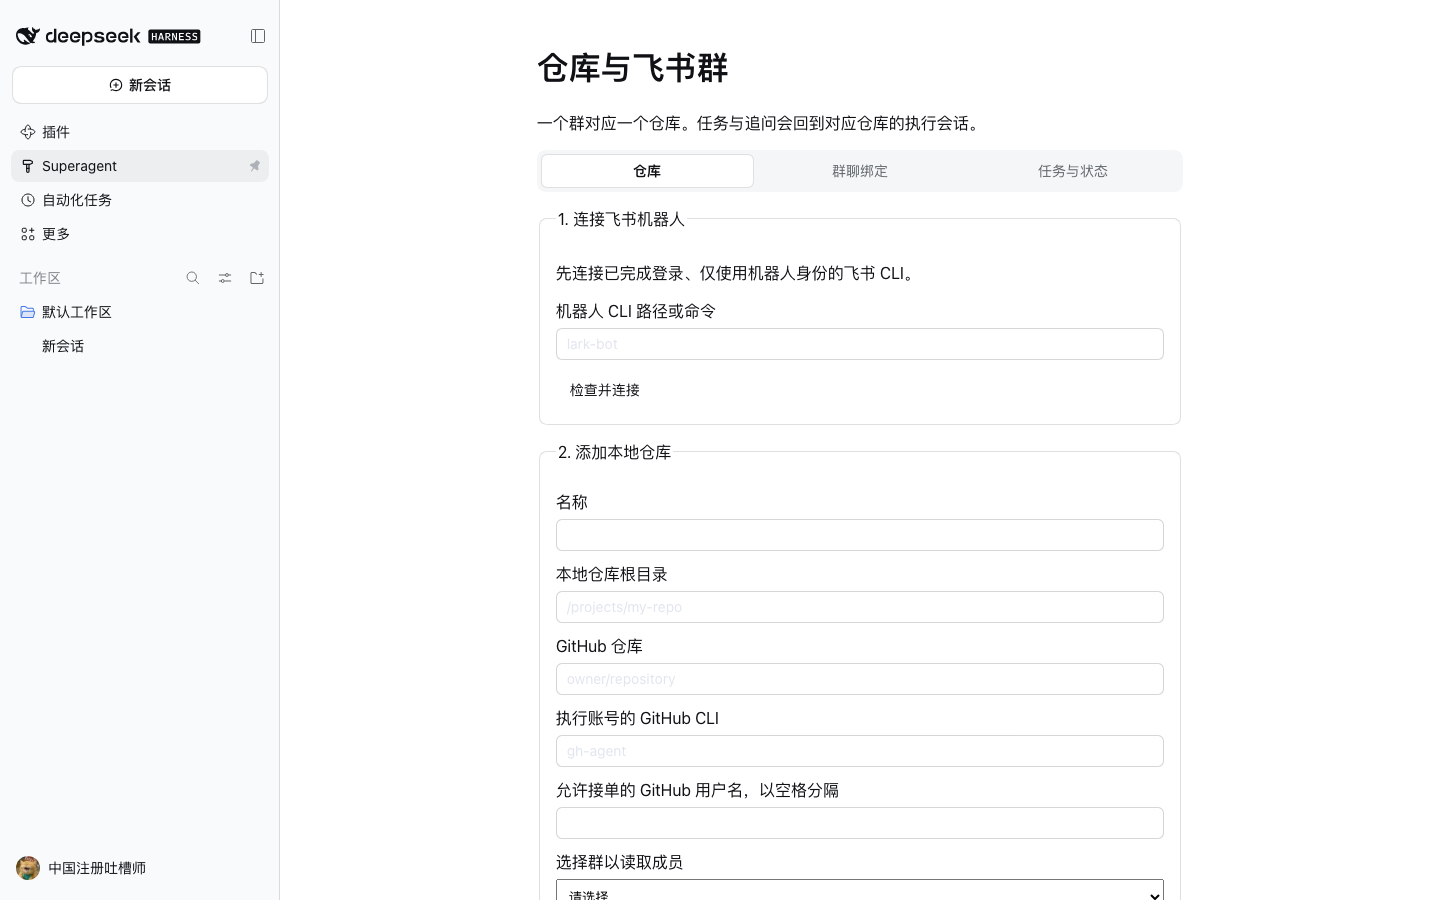 deepseek HARNESS
新会话
插件
Superagent
自动化任务
更多
工作区
默认工作区
新会话
中国注册吐槽师
仓库与飞书群
一个群对应一个仓库。任务与追问会回到对应仓库的执行会话。
仓库
群聊绑定
任务与状态
1. 连接飞书机器人
先连接已完成登录、仅使用机器人身份的飞书 CLI。
机器人 CLI 路径或命令
lark-bot
检查并连接
2. 添加本地仓库
名称
本地仓库根目录
/projects/my-repo
GitHub 仓库
owner/repository
执行账号的 GitHub CLI
gh-agent
允许接单的 GitHub 用户名，以空格分隔
选择群以读取成员
请选择